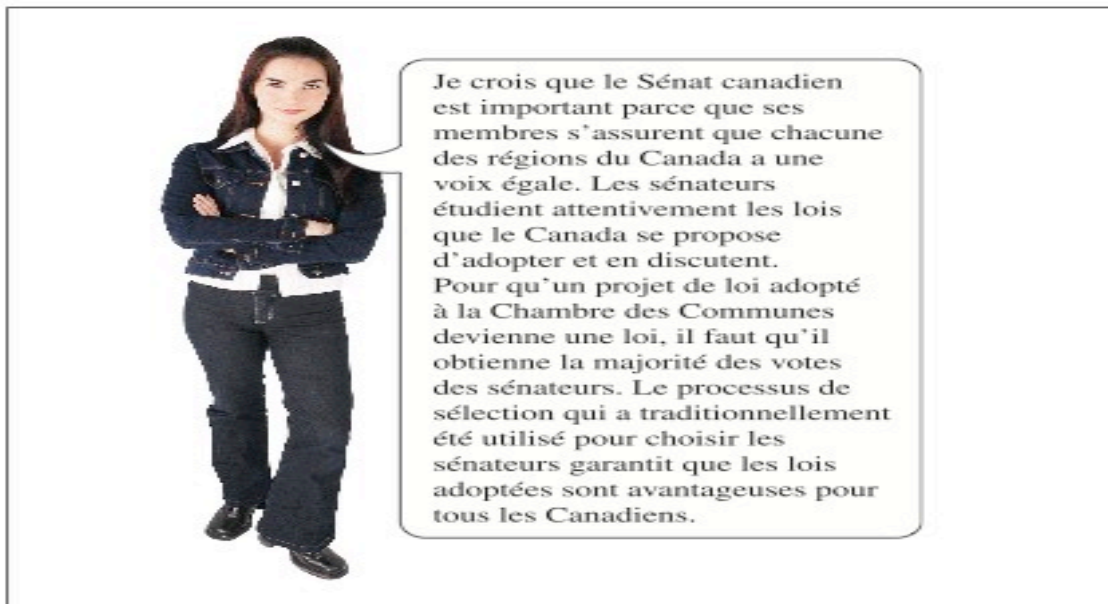 Je crois que le Sénat canadien
est important parce que ses
membres s'assurent que chacune
des régions du Canada a une
voix égale. Les sénateurs
étudient attentivement les lois
que le Canada se propose
d'adopter et en discutent.
Pour qu'un projet de loi adopté
à la Chambre des Communes
devienne une loi, il faut qu'il
obtienne la majorité des votes
des sénateurs. Le processus de
sélection qui a traditionnellement
été utilisé pour choisir les
sénateurs garantit que les lois
adoptées sont avantageuses pour
tous les Canadiens.